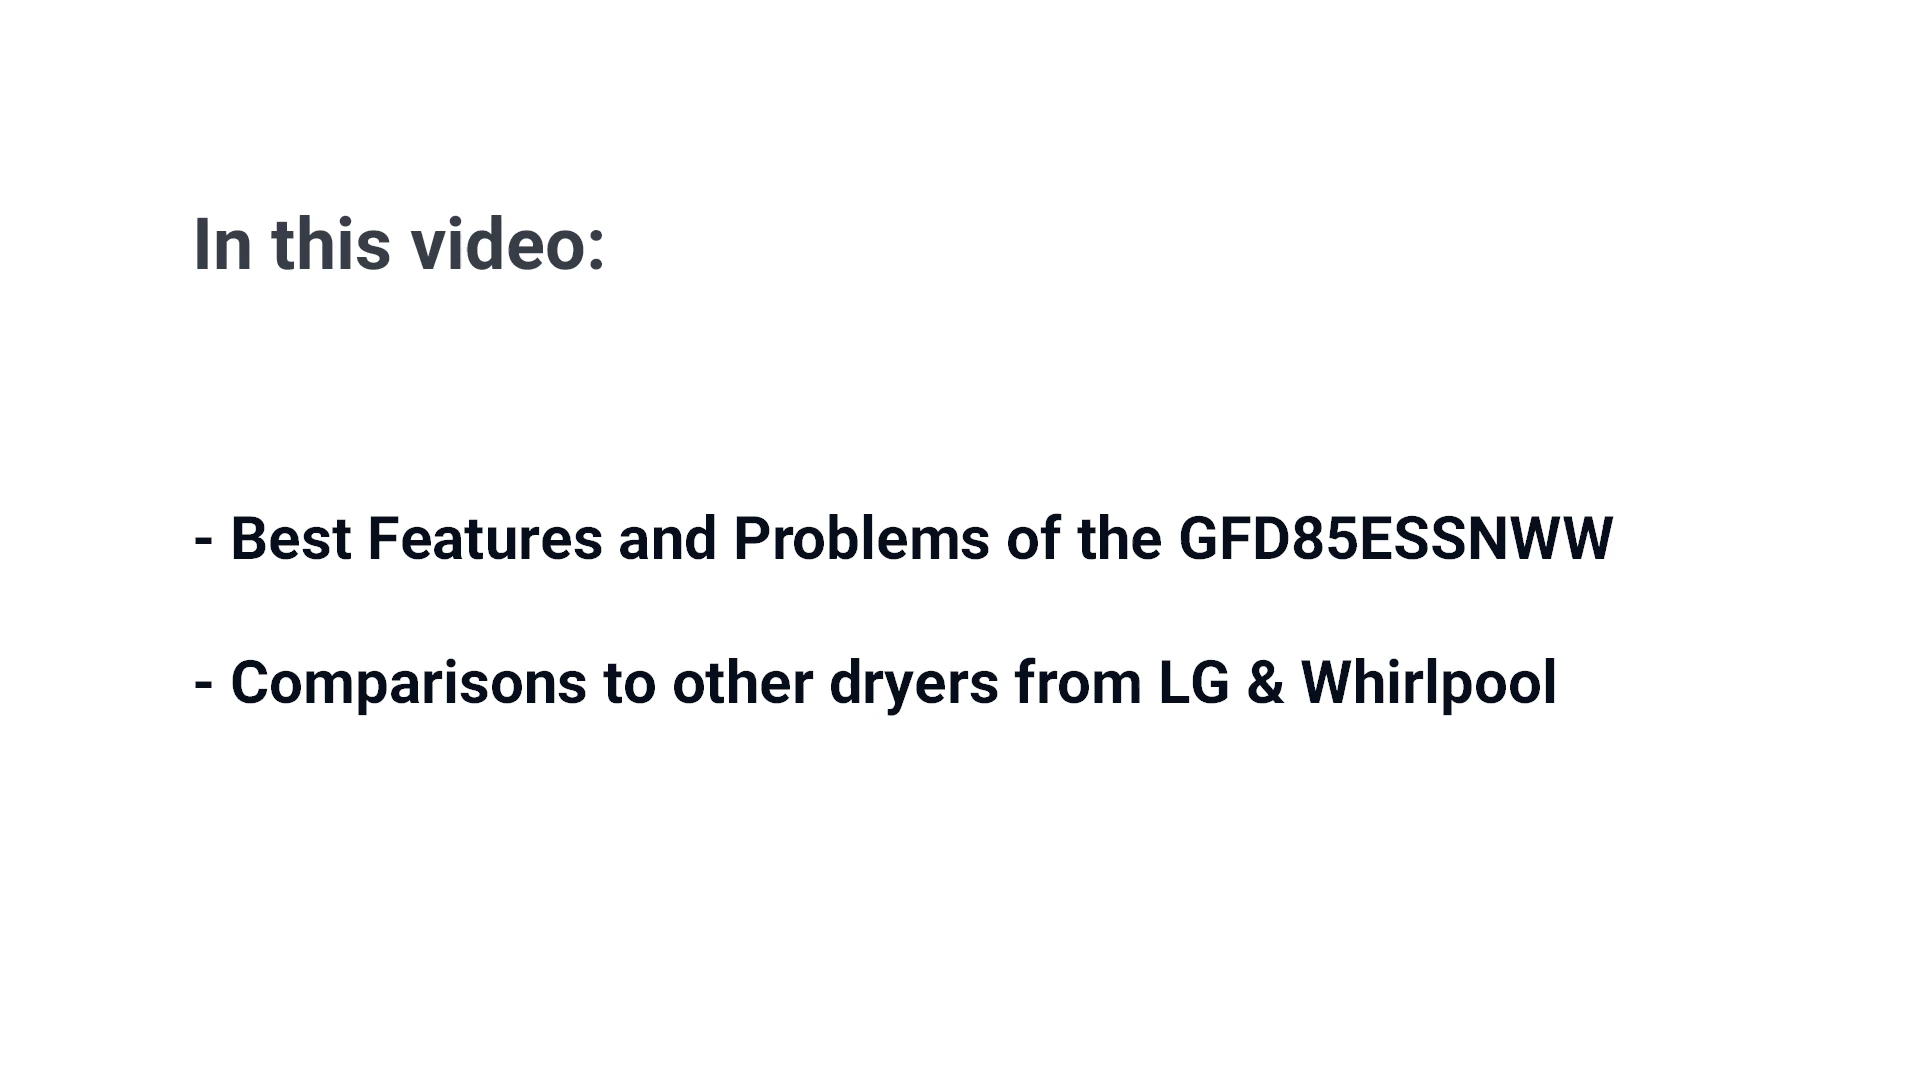 In this video:
- Best Features and Problems of the GFD85ESSNWW
- Comparisons to other dryers from LG & Whirlpool